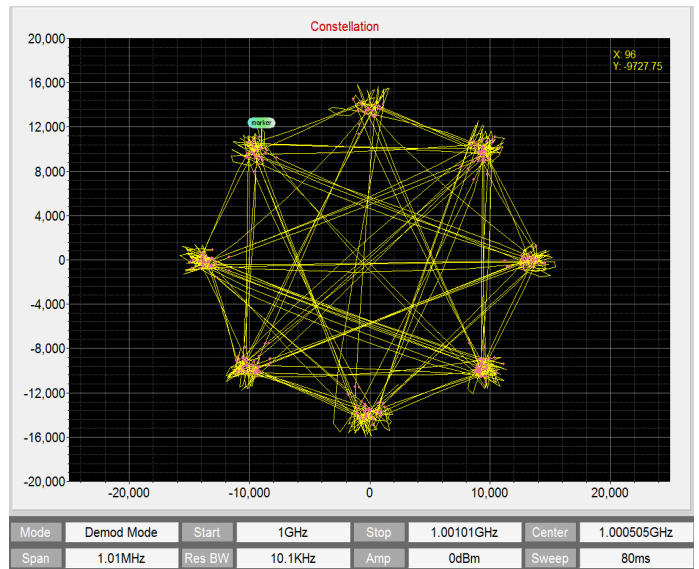 Constellation
20,000
16,000
12,000
8,000
4,000
0
-4,000
-8,000
-12,000
-16,000
-20,000
X: 96
Y: -9727.75
marker
-20,000 -10,000 0 10,000 20,000
Mode Demod Mode Start 1GHz Stop 1.00101GHz Center 1.000505GHz
Span 1.01MHz Res BW 10.1KHz Amp 0dBm Sweep 80ms